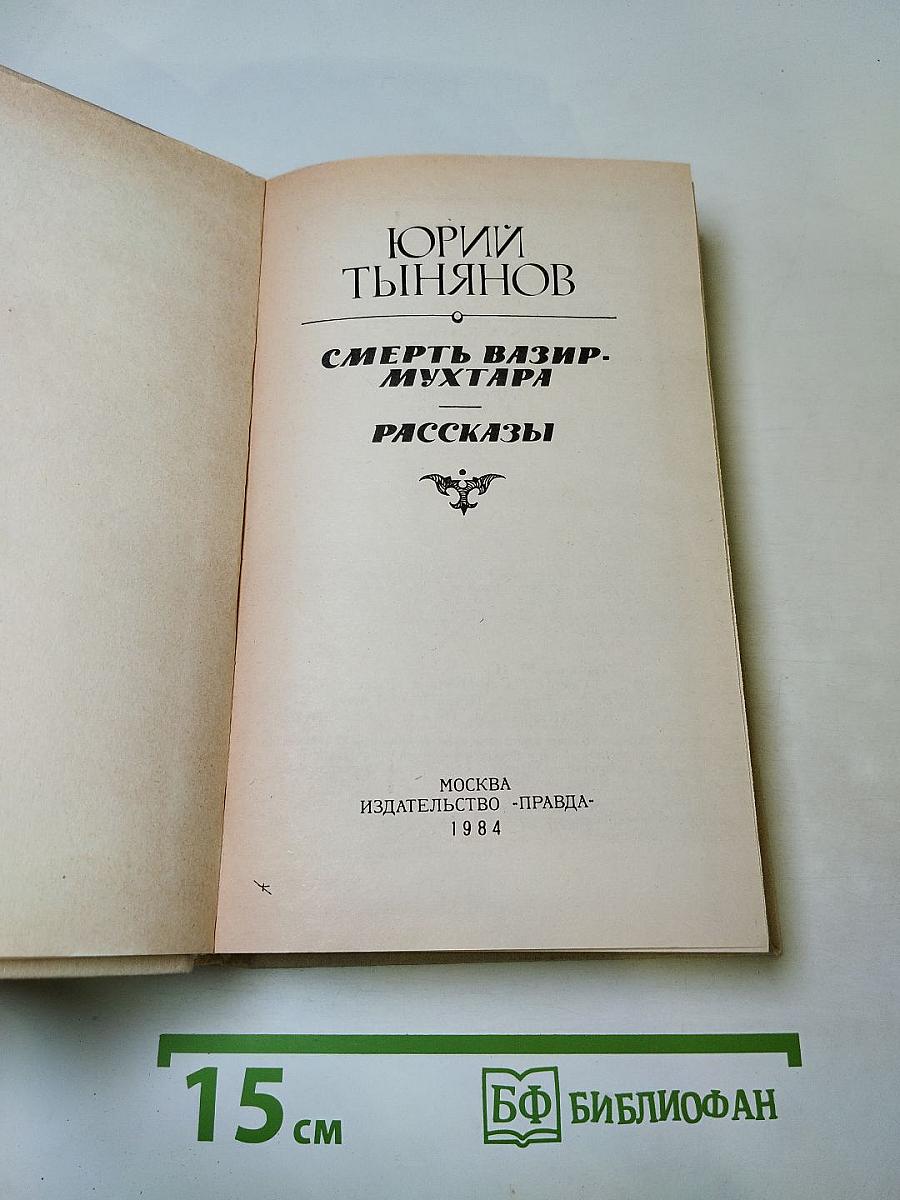 ЮРИЙ
ТЫНЯНОВ
СМЕРТЬ ВАЗИР-
МУХТАРА
РАССКАЗЫ
МОСКВА
ИЗДАТЕЛЬСТВО «ПРАВДА»
1984
15 см
БФ БИБЛИОФАН